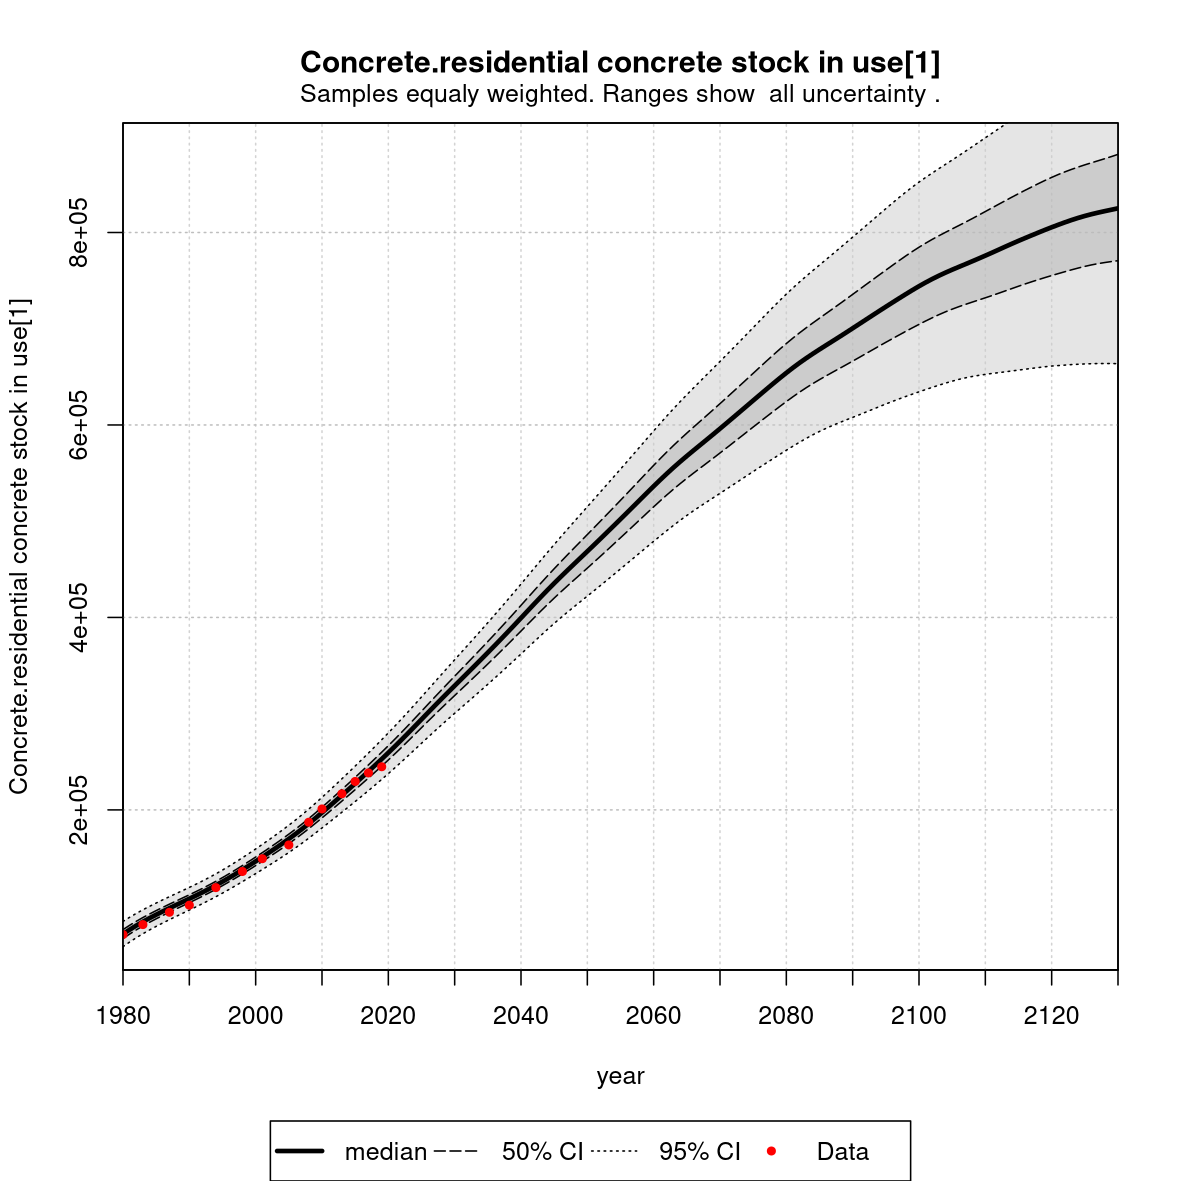 Concrete.residential concrete stock in use[1]
Samples equaly weighted. Ranges show  all uncertainty .
Concrete.residential concrete stock in use[1]
8e+05
6e+05
4e+05
2e+05
1980 2000 2020 2040 2060 2080 2100 2120
year
median 50% CI 95% CI Data